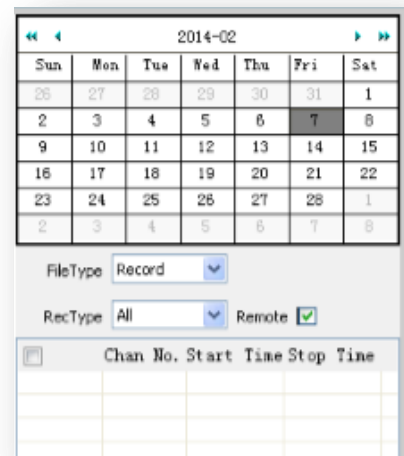 2014-02
Sun Mon Tue Wed Thu Fri Sat
26 27 28 29 30 31 1
2 3 4 5 6 7 8
9 10 11 12 13 14 15
16 17 18 19 20 21 22
23 24 25 26 27 28 1
2 3 4 5 6 7 8
FileType Record
RecType All Remote
Chan No. Start Time Stop Time